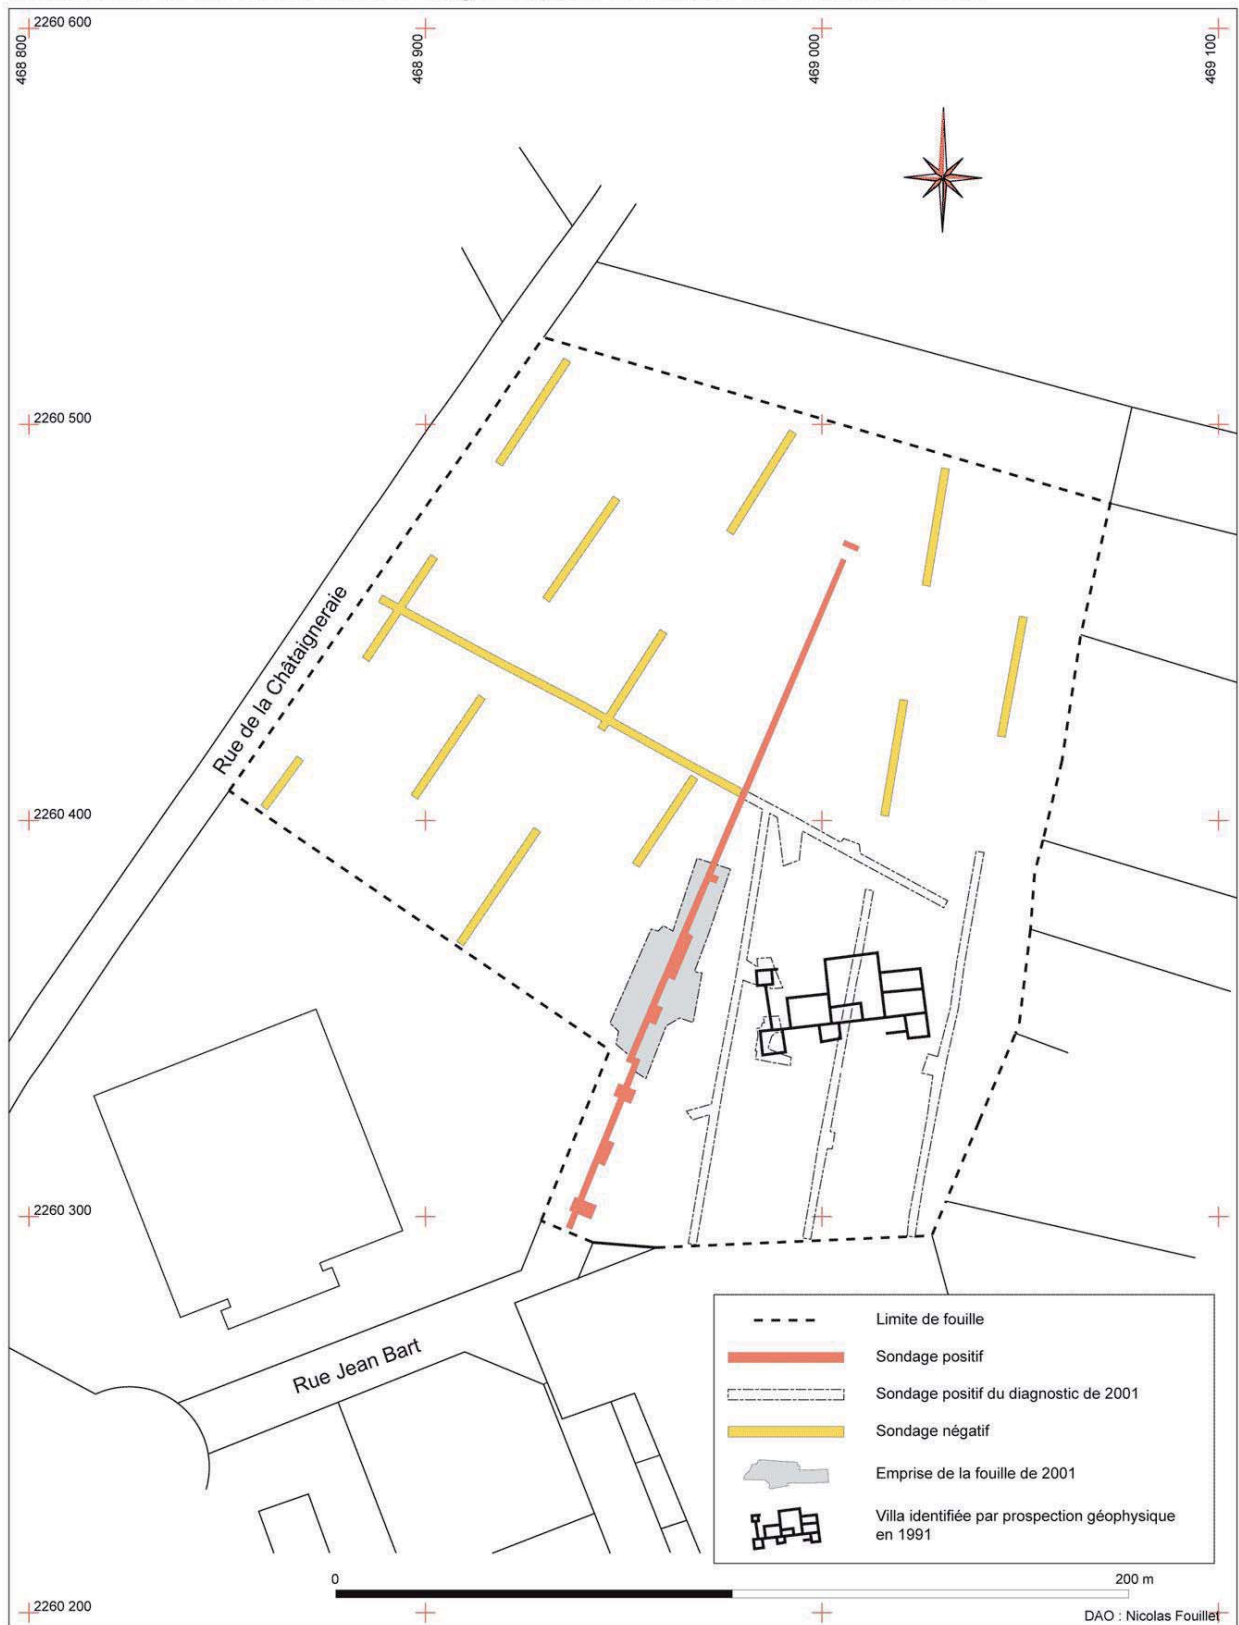 2260 600
468 800
468 900
469 000
469 100
2260 500
Rue de la Châtaigneraie
2260 400
2260 300
Rue Jean Bart
Limite de fouille
Sondage positif
Sondage positif du diagnostic de 2001
Sondage négatif
Emprise de la fouille de 2001
Villa identifiée par prospection géophysique
en 1991
0
200 m
2260 200
DAO : Nicolas Fouillet